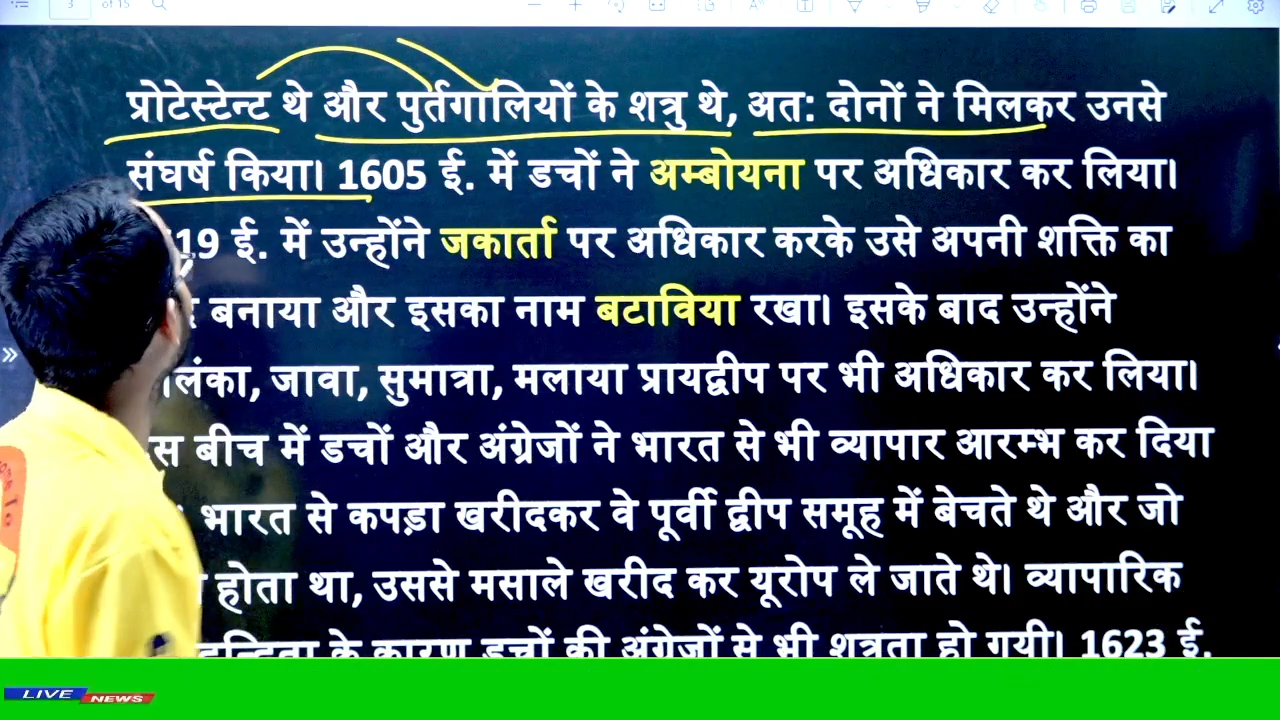 3 of 15
प्रोटेस्टेन्ट थे और पुर्तगालियों के शत्रु थे, अत: दोनों ने मिलकर उनसे
संघर्ष किया। 1605 ई. में डचों ने अम्बोयना पर अधिकार कर लिया।
19 ई. में उन्होंने जकार्ता पर अधिकार करके उसे अपनी शक्ति का
बनाया और इसका नाम बटाविया रखा। इसके बाद उन्होंने
लंका, जावा, सुमात्रा, मलाया प्रायद्वीप पर भी अधिकार कर लिया।
स बीच में डचों और अंग्रेजों ने भारत से भी व्यापार आरम्भ कर दिया
भारत से कपड़ा खरीदकर वे पूर्वी द्वीप समूह में बेचते थे और जो
होता था, उससे मसाले खरीद कर यूरोप ले जाते थे। व्यापारिक
के कारण डचों की अंग्रेजों से भी शत्रुता हो गयी। 1623 ई.
LIVE NEWS